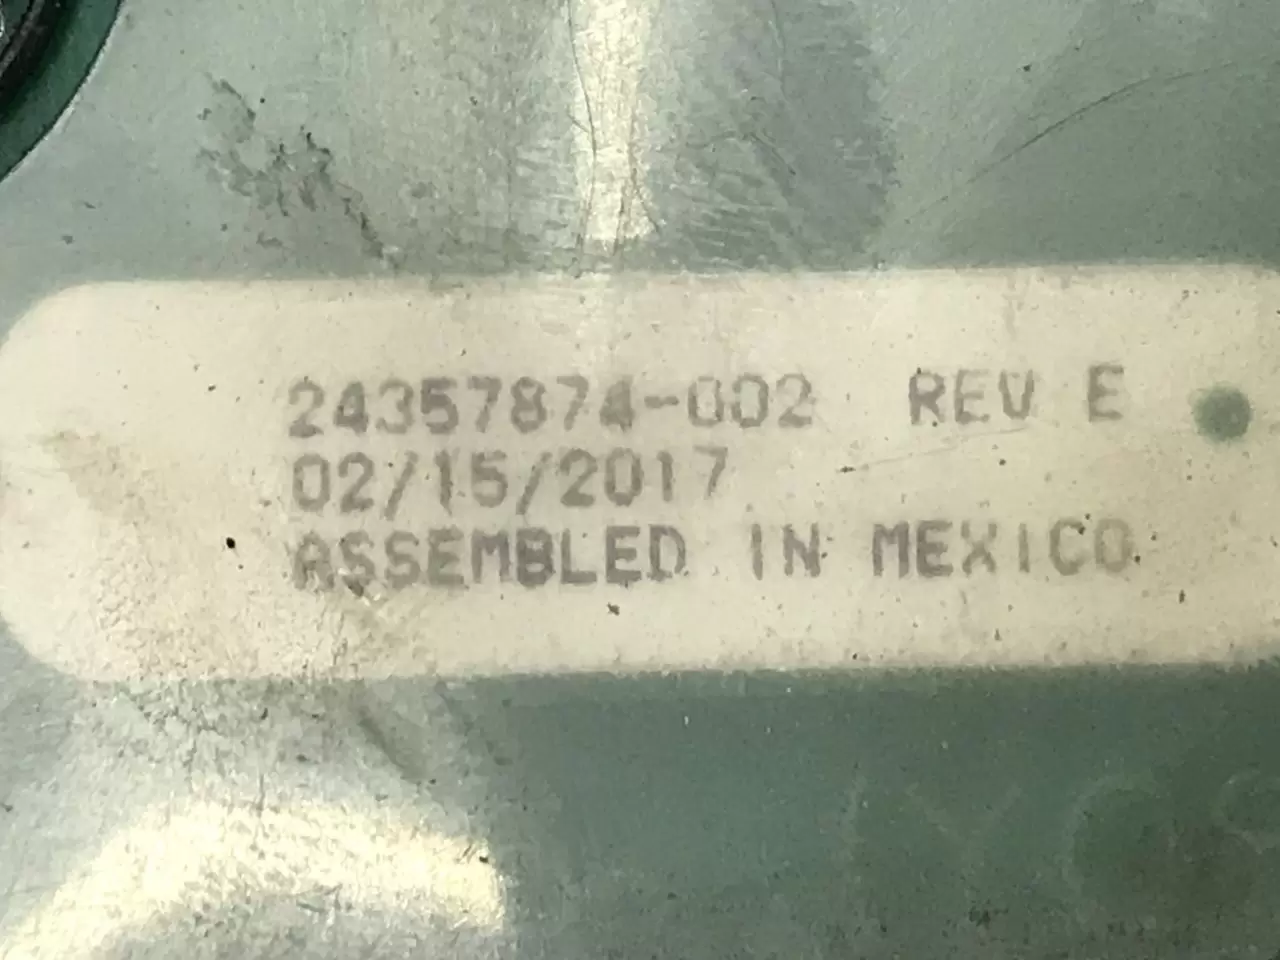 24357874-002 REV E
02/15/2017
ASSEMBLED IN MEXICO